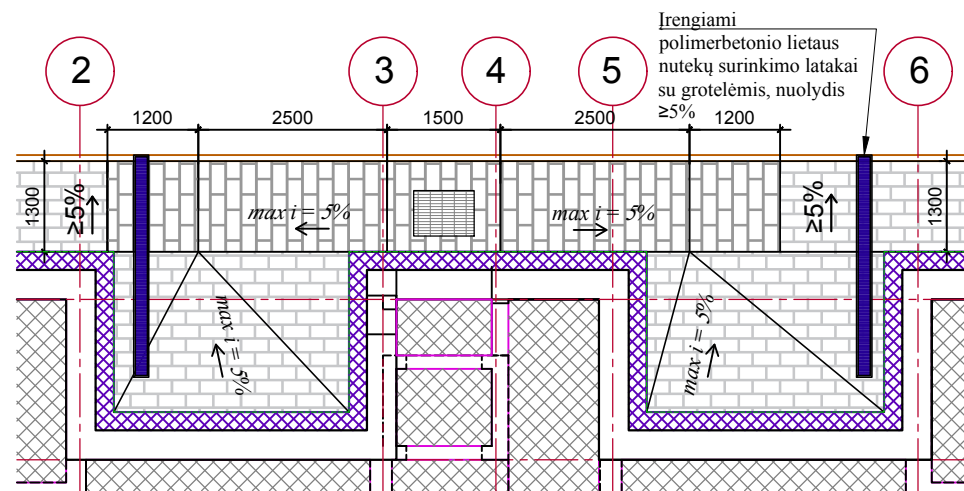 Įrengiami
polimerbetonio lietaus
nutekų surinkimo latakai
su grotelėmis, nuolydis
≥5%
2
3
4
5
6
1200
2500
1500
2500
1200
1300
≥5%
max i = 5%
max i = 5%
≥5%
1300
max i = 5%
max i = 5%